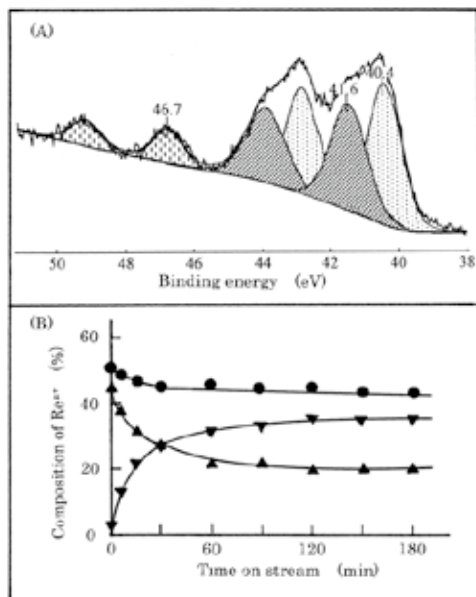 (A)
46.7
41.6
40.4
50 48 46 44 42 40 38
Binding energy (eV)
(B)
60
40
20
0
Composition of Reⁿ⁺
(%)
0 60 120 180
Time on stream (min)